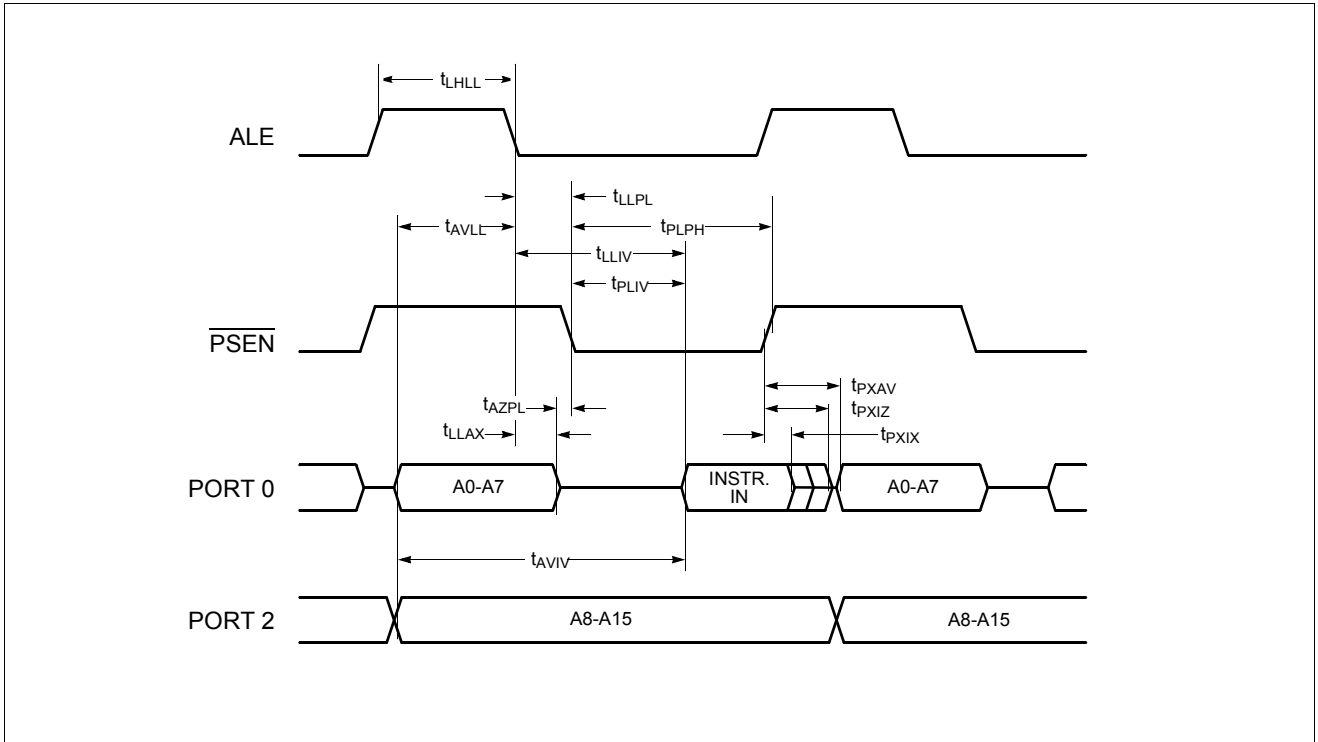 tLHLL
ALE
tLLPL
tAVLL
tPLPH
tLLIV
tPLIV
PSEN
tPXAV
tAZPL
tPXIZ
tLLAX
tPXIX
PORT 0
A0-A7
INSTR.
IN
A0-A7
tAVIV
PORT 2
A8-A15
A8-A15